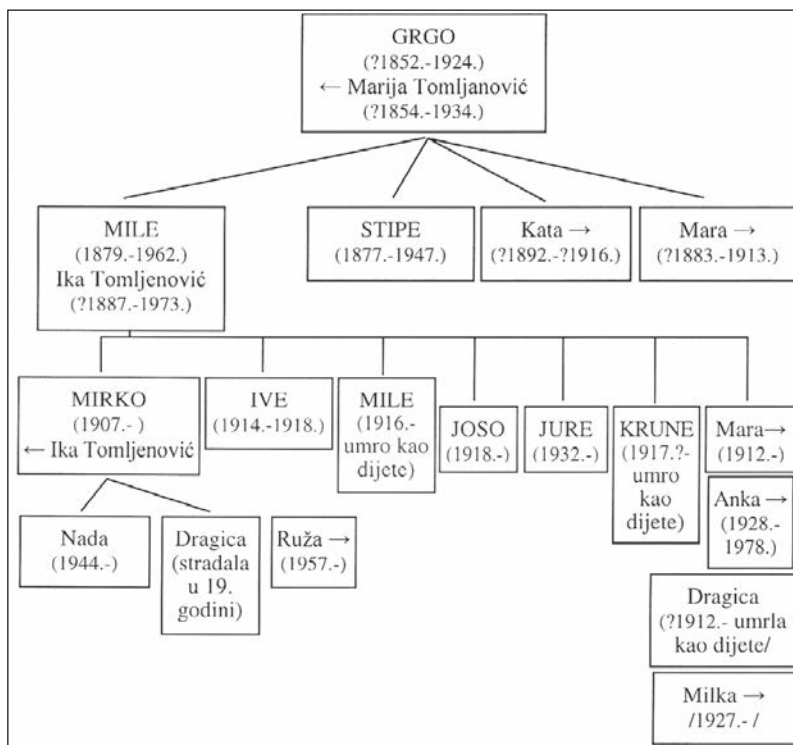 GRGO
(?1852.-1924.)
← Marija Tomljanović
(?1854.-1934.)
MILE
(1879.-1962.)
Ika Tomljenović
(?1887.-1973.)
STIPE
(1877.-1947.)
Kata →
(?1892.-?1916.)
Mara →
(?1883.-1913.)
MIRKO
(1907.- )
← Ika Tomljenović
IVE
(1914.-1918.)
MILE
(1916.-
umro kao
dijete)
JOSO
(1918.-)
JURE
(1932.-)
KRUNE
(1917.?-
umro
kao
dijete)
Mara→
(1912.-)
Anka →
(1928.-
1978.)
Dragica
(?1912.- umrla
kao dijete/
Milka →
/1927.- /
Nada
(1944.-)
Dragica
(stradala
u 19.
godini)
Ruža →
(1957.-)